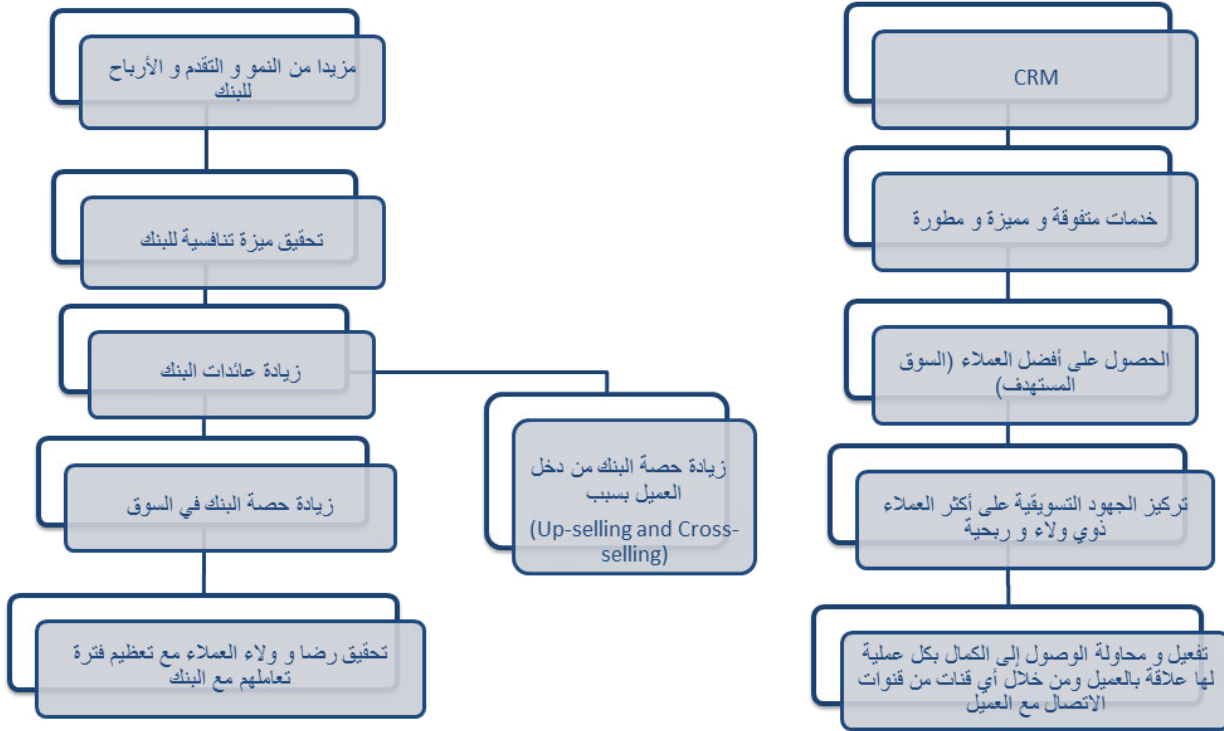 CRM
خدمات متفوقة و مميزة و مطورة
الحصول على أفضل العملاء (السوق
المستهدف)
تركيز الجهود التسويقية على أكثر العملاء
ذوي ولاء و ربحية
تفعيل و محاولة الوصول إلى الكمال بكل عملية
لها علاقة بالعميل ومن خلال أي قنات من قنوات
الاتصال مع العميل
مزيدا من النمو و التقدم و الأرباح
للبنك
تحقيق ميزة تنافسية للبنك
زيادة عائدات البنك
زيادة حصة البنك من دخل
العميل بسبب
(Up-selling and Cross-
selling)
زيادة حصة البنك في السوق
تحقيق رضا و ولاء العملاء مع تعظيم فترة
تعاملهم مع البنك